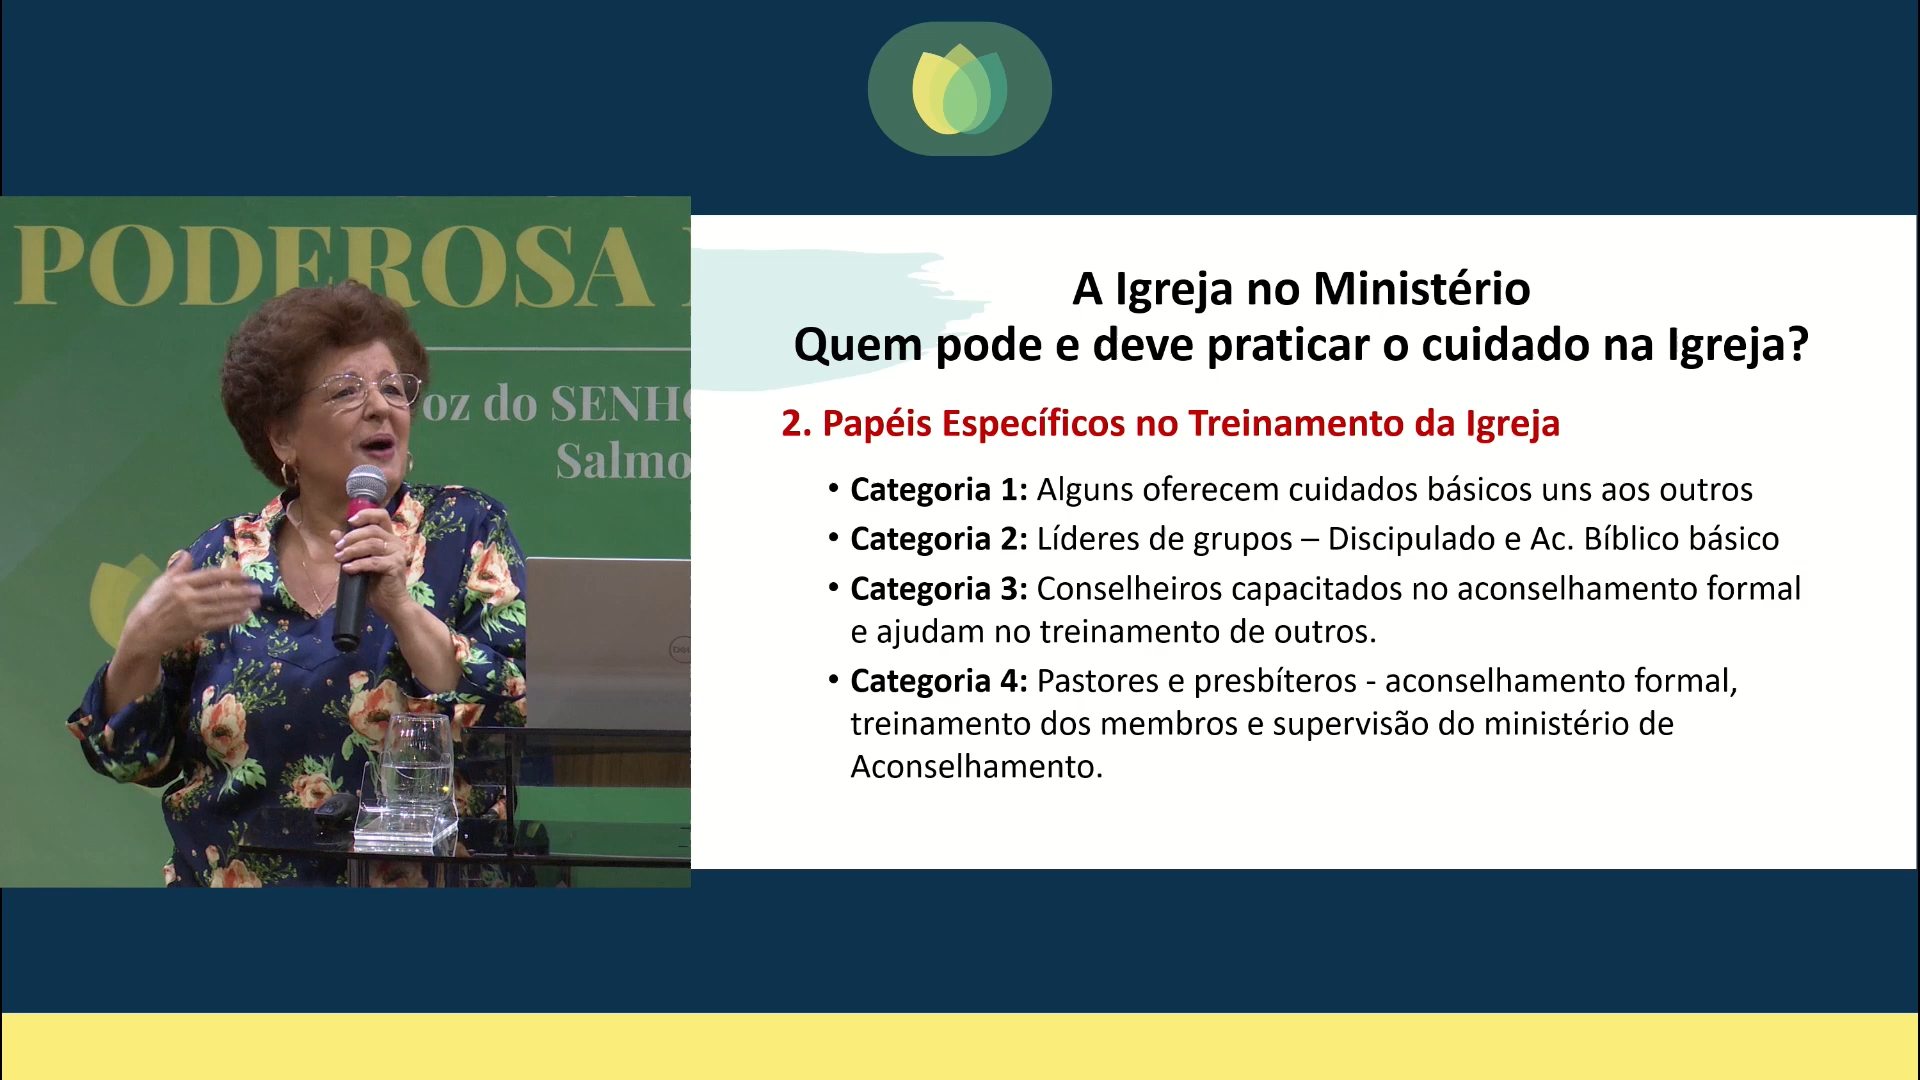 PODEROSA
oz do SENHO
Salmo
A Igreja no Ministério
Quem pode e deve praticar o cuidado na Igreja?
2. Papéis Específicos no Treinamento da Igreja
• Categoria 1: Alguns oferecem cuidados básicos uns aos outros
• Categoria 2: Líderes de grupos – Discipulado e Ac. Bíblico básico
• Categoria 3: Conselheiros capacitados no aconselhamento formal
e ajudam no treinamento de outros.
• Categoria 4: Pastores e presbíteros - aconselhamento formal,
treinamento dos membros e supervisão do ministério de
Aconselhamento.